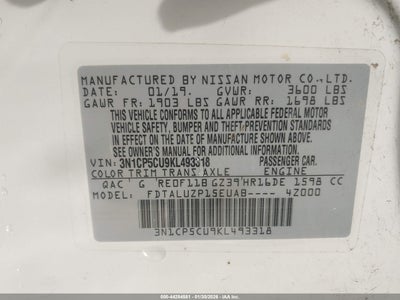 MANUFACTURED BY NISSAN MOTOR CO.,LTD.
DATE: 01/19. GVWR: 3600 LBS
GAWR FR: 1903 LBS GAWR RR: 1698 LBS
THIS VEHICLE CONFORMS TO ALL APPLICABLE
FEDERAL MOTOR VEHICLE SAFETY, BUMPER,
AND THEFT PREVENTION STANDARDS
IN EFFECT ON THE DATE OF
MANUFACTURE SHOWN ABOVE.
SEE OWNER'S MANUAL FOR ADDITIONAL INFORMATION
VIN: 3N1CP5CU9KL493318 PASSENGER CAR.
COLOR TRIM TRANS AXLE ENGINE
QAC G RE0F11B GZ39 HR16DE 1598 CC
MODEL: FDTALUZP15EUAB---- 4Z000
3N1CP5CU9KL493318